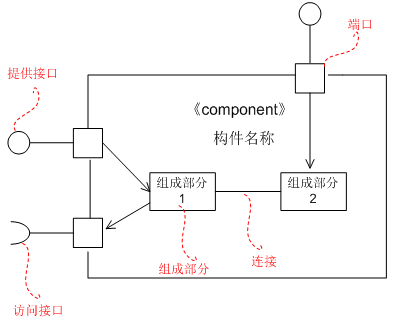 端口
提供接口
《component》
构件名称
组成部分
1
组成部分
2
组成部分
连接
访问接口